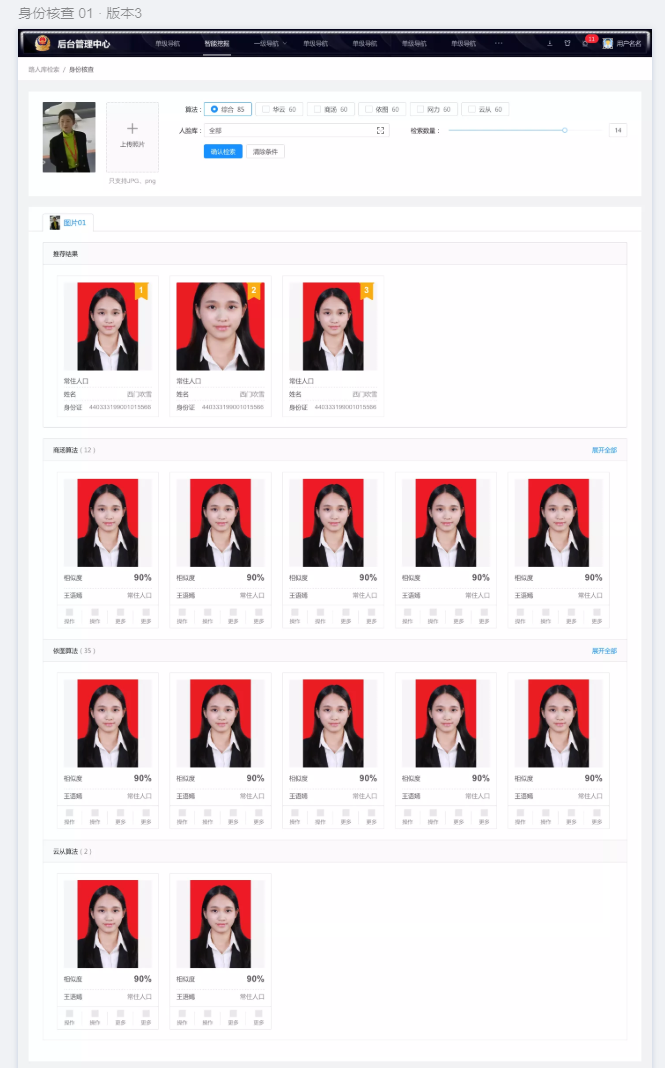 身份核查 01 · 版本3
后台管理中心 单级导航 智能挖掘 一级导航 单级导航 单级导航 单级导航 单级导航 ··· 11 用户名名
路人库检索 / 身份核查
算法： 综合 85 华云 60 商汤 60 依图 60 网力 60 云从 60
上传照片
人脸库： 全部 检索数量： 14
确认检索 清除条件
只支持JPG、png
图片01
推荐结果
1 2 3
常住人口 常住人口 常住人口
姓名 西门吹雪 姓名 西门吹雪 姓名 西门吹雪
身份证 440333199001015566 身份证 440333199001015566 身份证 440333199001015566
商汤算法 ( 12 ) 展开全部
相似度 90% 相似度 90% 相似度 90% 相似度 90% 相似度 90%
王语嫣 常住人口 王语嫣 常住人口 王语嫣 常住人口 王语嫣 常住人口 王语嫣 常住人口
操作 操作 更多 更多 操作 操作 更多 更多 操作 操作 更多 更多 操作 操作 更多 更多 操作 操作 更多 更多
依图算法 ( 35 ) 展开全部
相似度 90% 相似度 90% 相似度 90% 相似度 90% 相似度 90%
王语嫣 常住人口 王语嫣 常住人口 王语嫣 常住人口 王语嫣 常住人口 王语嫣 常住人口
操作 操作 更多 更多 操作 操作 更多 更多 操作 操作 更多 更多 操作 操作 更多 更多 操作 操作 更多 更多
云从算法 ( 2 )
相似度 90% 相似度 90%
王语嫣 常住人口 王语嫣 常住人口
操作 操作 更多 更多 操作 操作 更多 更多